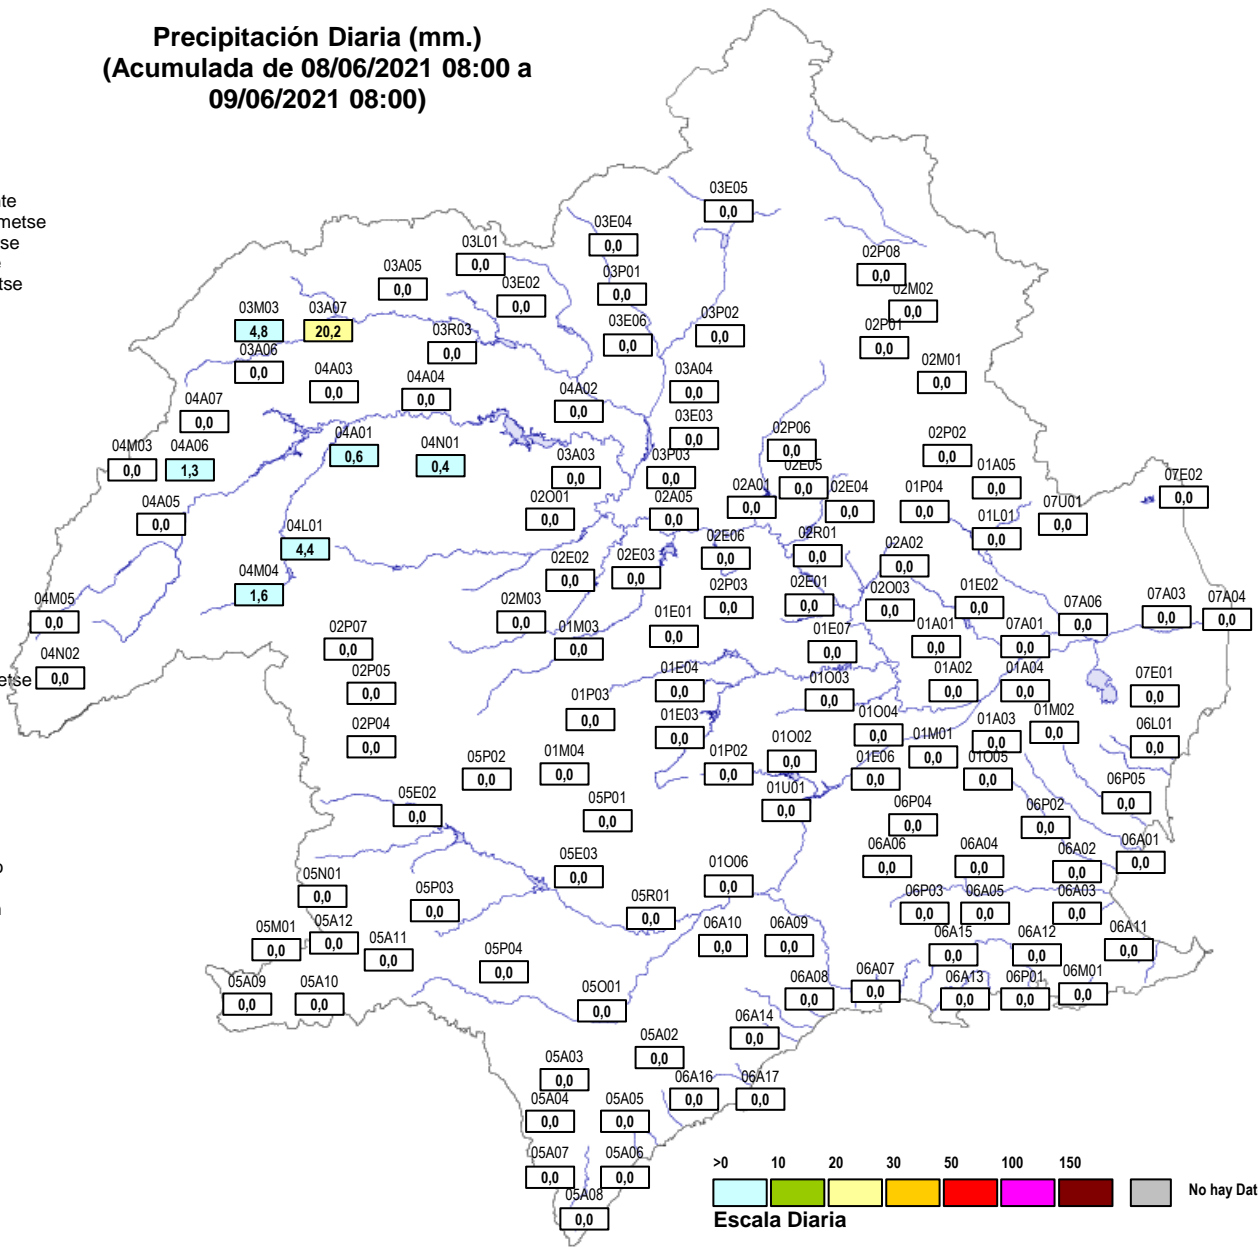 Precipitación Diaria (mm.)
(Acumulada de 08/06/2021 08:00 a
09/06/2021 08:00)
03E05
0,0
03E04
0,0
03L01
0,0
02P08
0,0
03A05
0,0
03P01
0,0
03E02
0,0
02M02
0,0
03M03
4,8
03A07
20,2
03P02
0,0
03E06
0,0
03R03
0,0
02P01
0,0
03A06
0,0
04A03
0,0
04A04
0,0
03A04
0,0
02M01
0,0
04A02
0,0
04A07
0,0
03E03
0,0
04A01
0,6
02P06
0,0
02P02
0,0
04M03
0,0
04A06
1,3
04N01
0,4
03A03
0,0
03P03
0,0
02E05
0,0
01A05
0,0
07E02
0,0
02O01
0,0
02A05
0,0
02A01
0,0
02E04
0,0
01P04
0,0
07U01
0,0
04A05
0,0
01L01
0,0
04L01
4,4
02E06
0,0
02R01
0,0
02A02
0,0
02E02
0,0
02E03
0,0
04M04
1,6
02P03
0,0
02E01
0,0
02O03
0,0
01E02
0,0
07A03
0,0
07A04
0,0
04M05
0,0
02M03
0,0
01E01
0,0
07A06
0,0
02P07
0,0
01M03
0,0
01E07
0,0
01A01
0,0
07A01
0,0
etse
04N02
0,0
02P05
0,0
01E04
0,0
01O03
0,0
01A02
0,0
01A04
0,0
07E01
0,0
01P03
0,0
01E03
0,0
01O04
0,0
01A03
0,0
01M02
0,0
06L01
0,0
02P04
0,0
01M01
0,0
05P02
0,0
01M04
0,0
01P02
0,0
01O02
0,0
01E06
0,0
01O05
0,0
05E02
0,0
05P01
0,0
01U01
0,0
06P04
0,0
06P02
0,0
06P05
0,0
05E03
0,0
01O06
0,0
06A06
0,0
06A04
0,0
06A02
0,0
06A01
0,0
05N01
0,0
05P03
0,0
05R01
0,0
06P03
0,0
06A05
0,0
06A03
0,0
05M01
0,0
05A12
0,0
05A11
0,0
06A10
0,0
06A09
0,0
06A15
0,0
06A12
0,0
06A11
0,0
05P04
0,0
05A09
0,0
05A10
0,0
05O01
0,0
06A08
0,0
06A07
0,0
06A13
0,0
06P01
0,0
06M01
0,0
06A14
0,0
05A02
0,0
05A03
0,0
06A16
0,0
06A17
0,0
05A04
0,0
05A05
0,0
05A07
0,0
05A06
0,0
05A08
0,0
>0 10 20 30 50 100 150
No hay Dat
Escala Diaria